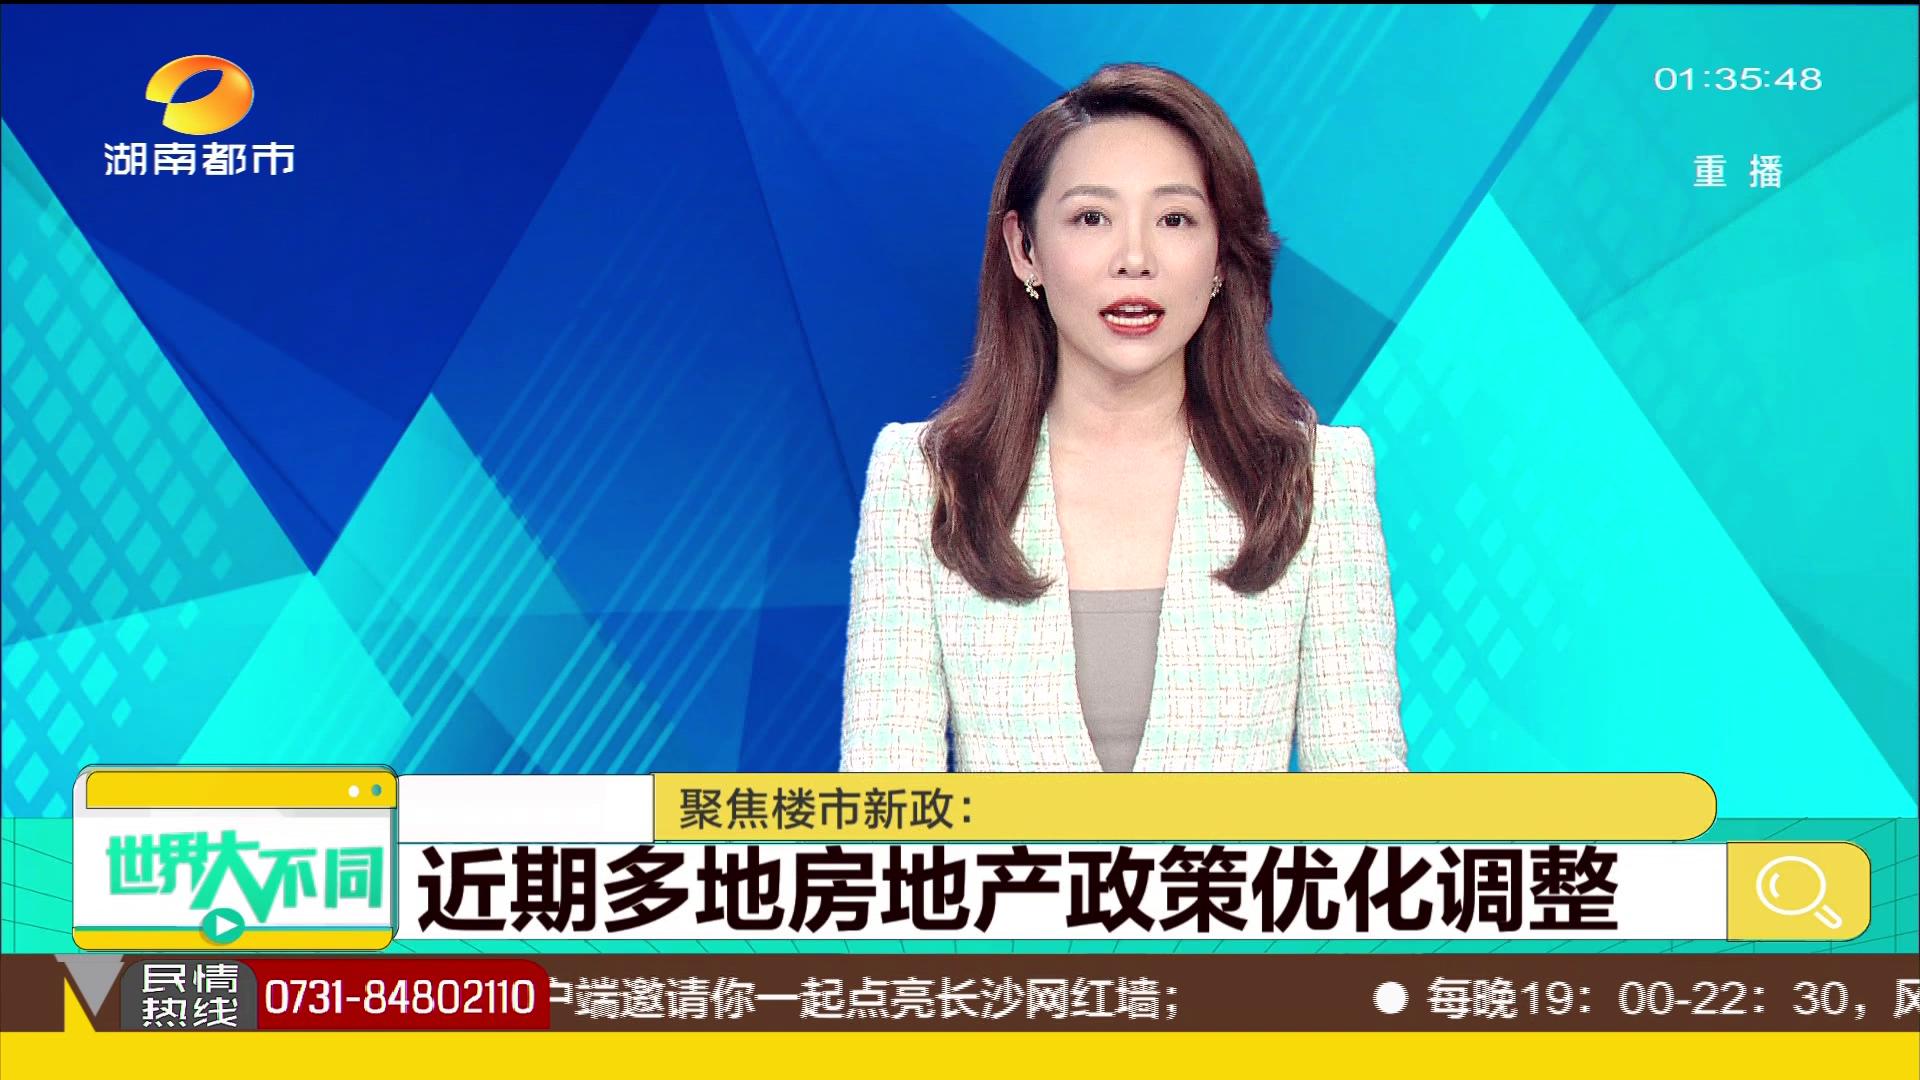 湖南都市
01:35:48
重播
聚焦楼市新政：
世界大不同
近期多地房地产政策优化调整
民情
热线
0731-84802110
户端邀请你一起点亮长沙网红墙；
●每晚19：00-22：30，风